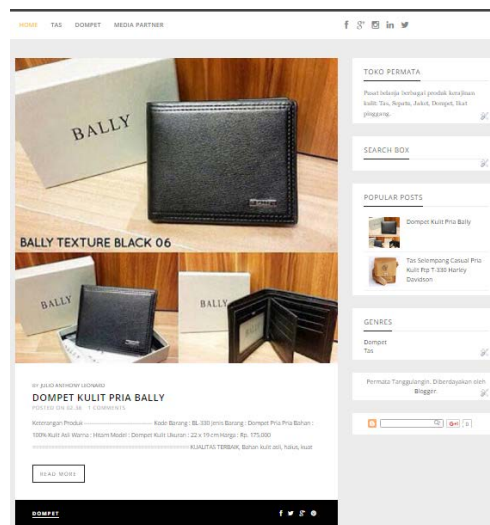 HOME TAS DOMPET MEDIA PARTNER
BALLY
BALLY TEXTURE BLACK 06
BALLY
BALLY
BY JULIO ANTHONY LEONARD
DOMPET KULIT PRIA BALLY
POSTED ON 02.38 · 1 COMMENTS
Keterangan Produk Kode Barang : BL-330 Jenis Barang : Dompet Pria Pria Bahan :
100% Kulit Asli Warna : Hitam Model : Dompet Kulit Ukuran : 22 x 19 cm Harga : Rp. 175.000
KUALITAS TERBAIK, Bahan kulit asli, halus, kuat
READ MORE
DOMPET
TOKO PERMATA
Pusat belanja berbagai produk kerajinan
kulit: Tas, Sepatu, Jaket, Dompet, Ikat
pinggang.
SEARCH BOX
POPULAR POSTS
Dompet Kulit Pria Bally
Tas Selempang Casual Pria
Kulit Ftp T-330 Harley
Davidson
GENRES
Dompet
Tas
Permata Tanggulangin. Diberdayakan oleh
Blogger.